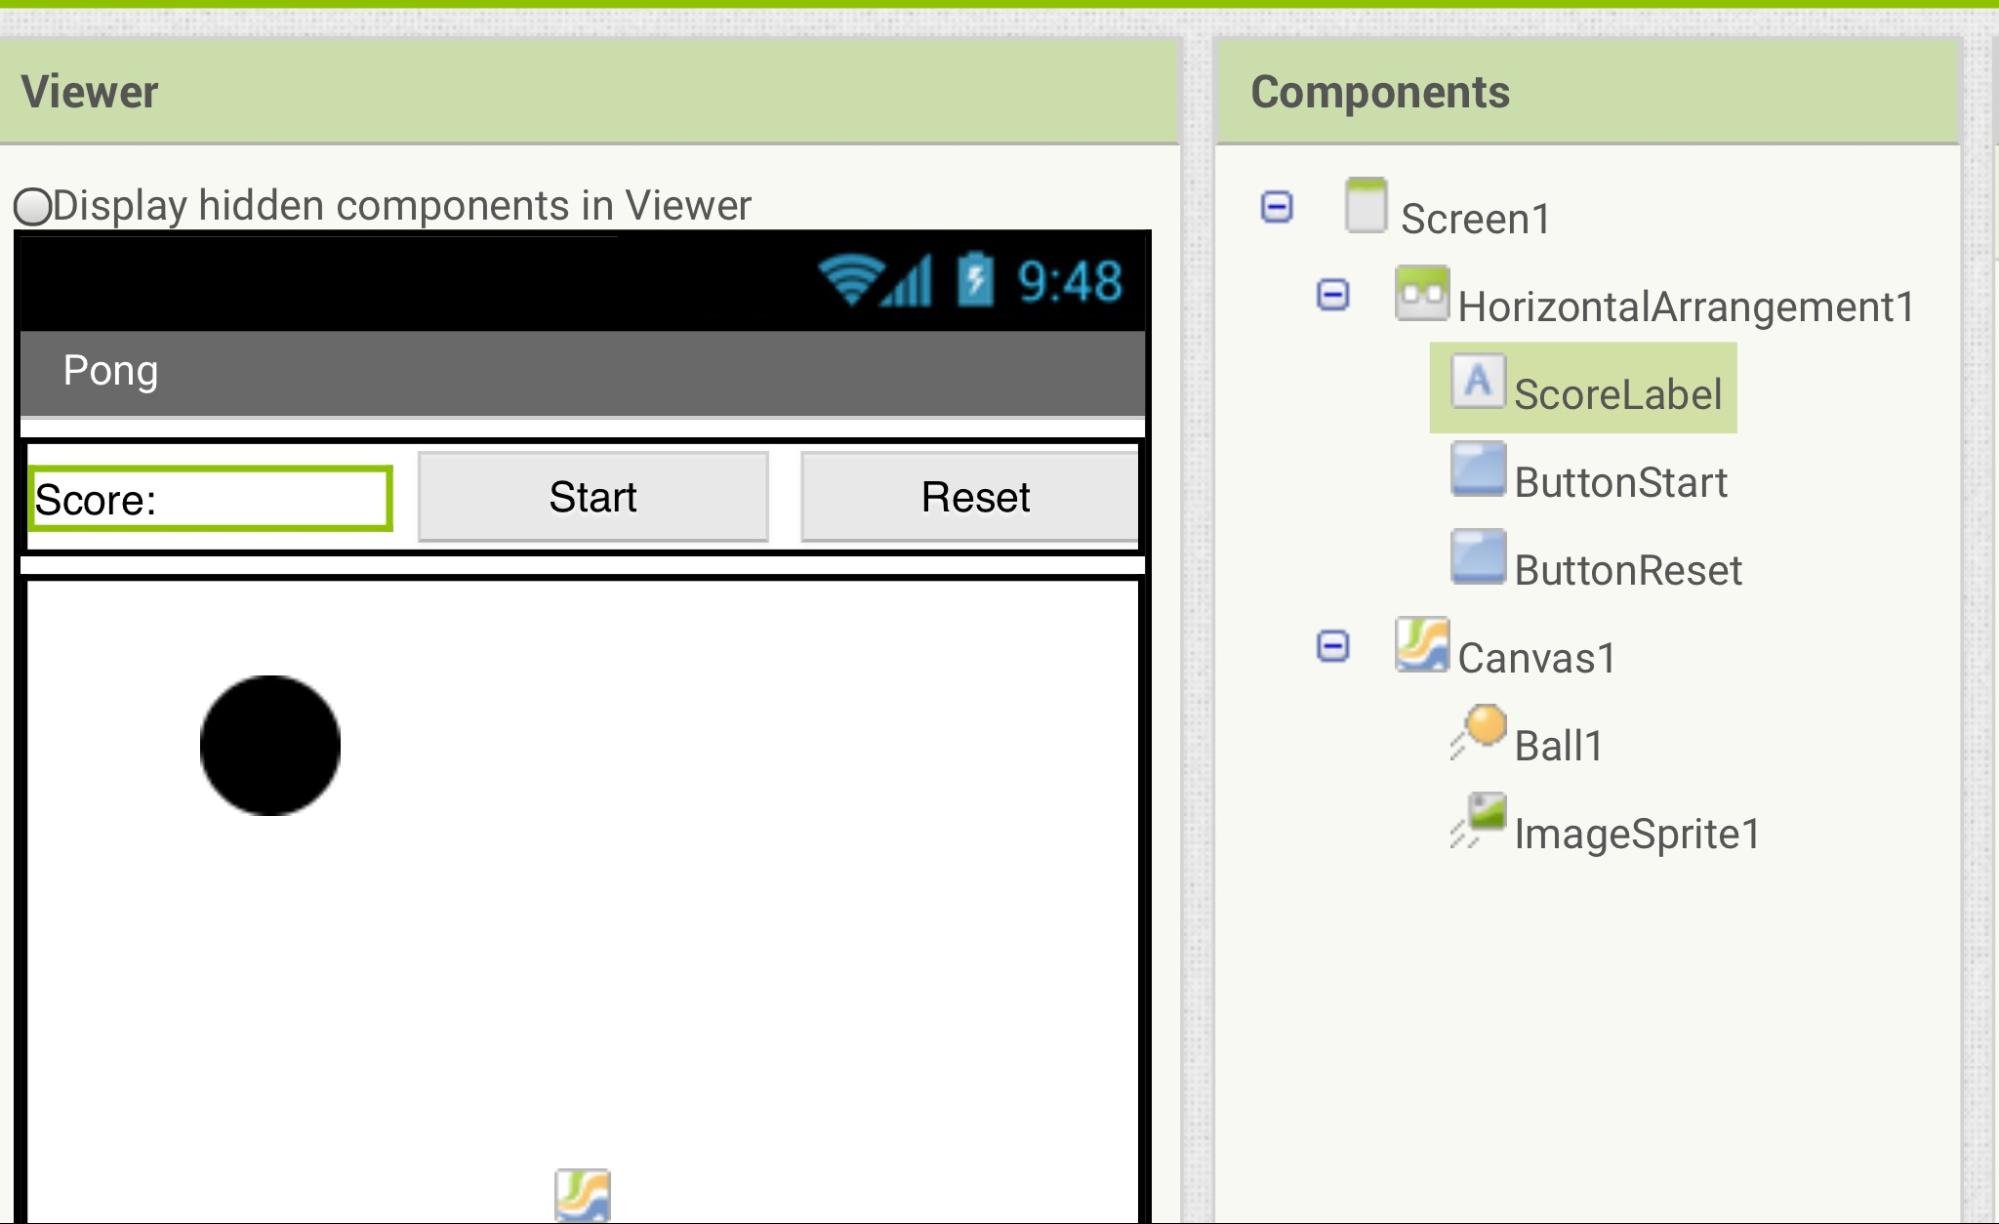 Viewer
Display hidden components in Viewer
9:48
Pong
Score:
Start
Reset
Components
Screen1
HorizontalArrangement1
A ScoreLabel
ButtonStart
ButtonReset
Canvas1
Ball1
ImageSprite1